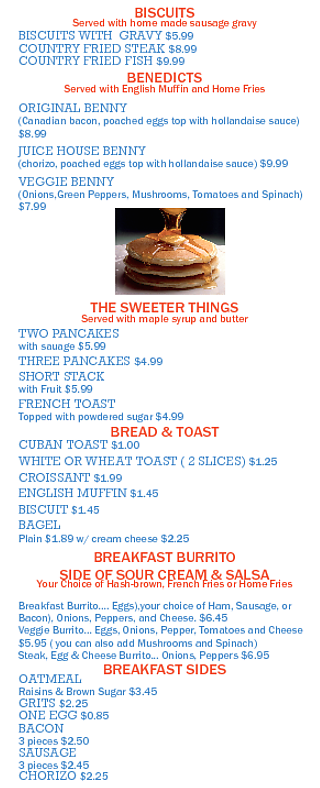 BISCUITS
Served with home made sausage gravy
BISCUITS WITH GRAVY $5.99
COUNTRY FRIED STEAK $8.99
COUNTRY FRIED FISH $9.99
BENEDICTS
Served with English Muffin and Home Fries
ORIGINAL BENNY
(Canadian bacon, poached eggs top with hollandaise sauce)
$8.99
JUICE HOUSE BENNY
(chorizo, poached eggs top with hollandaise sauce) $9.99
VEGGIE BENNY
(Onions,Green Peppers, Mushrooms, Tomatoes and Spinach)
$7.99
THE SWEETER THINGS
Served with maple syrup and butter
TWO PANCAKES
with sauage $5.99
THREE PANCAKES $4.99
SHORT STACK
with Fruit $5.99
FRENCH TOAST
Topped with powdered sugar $4.99
BREAD & TOAST
CUBAN TOAST $1.00
WHITE OR WHEAT TOAST ( 2 SLICES) $1.25
CROISSANT $1.99
ENGLISH MUFFIN $1.45
BISCUIT $1.45
BAGEL
Plain $1.89 w/ cream cheese $2.25
BREAKFAST BURRITO
SIDE OF SOUR CREAM & SALSA
Your Choice of Hash-brown, French Fries or Home Fries
Breakfast Burrito.... Eggs),your choice of Ham, Sausage, or
Bacon), Onions, Peppers, and Cheese. $6.45
Veggie Burrito... Eggs, Onions, Pepper, Tomatoes and Cheese
$5.95 ( you can also add Mushrooms and Spinach)
Steak, Egg & Cheese Burrito... Onions, Peppers $6.95
BREAKFAST SIDES
OATMEAL
Raisins & Brown Sugar $3.45
GRITS $2.25
ONE EGG $0.85
BACON
3 pieces $2.50
SAUSAGE
3 pieces $2.45
CHORIZO $2.25